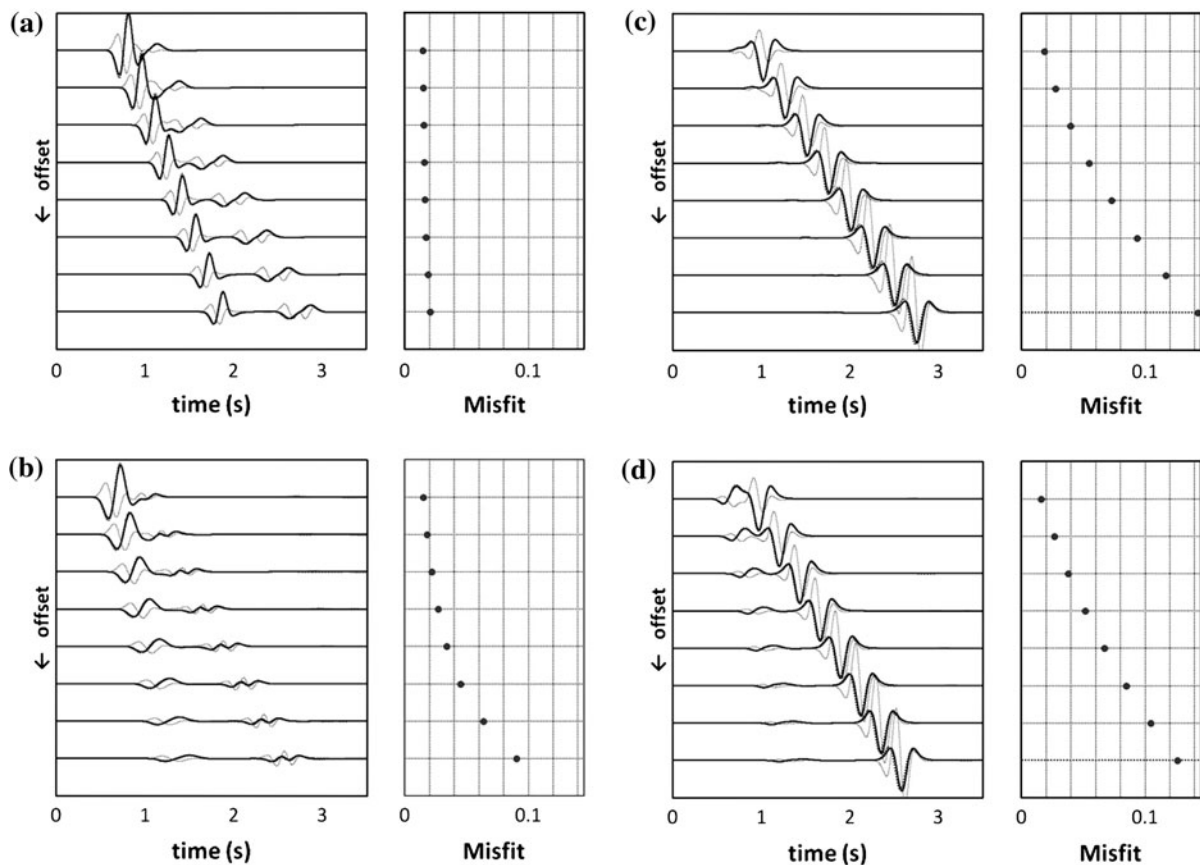 (a)
← offset
0 1 2 3
time (s)
0 0.1
Misfit
(b)
← offset
0 1 2 3
time (s)
0 0.1
Misfit
(c)
← offset
0 1 2 3
time (s)
0 0.1
Misfit
(d)
← offset
0 1 2 3
time (s)
0 0.1
Misfit